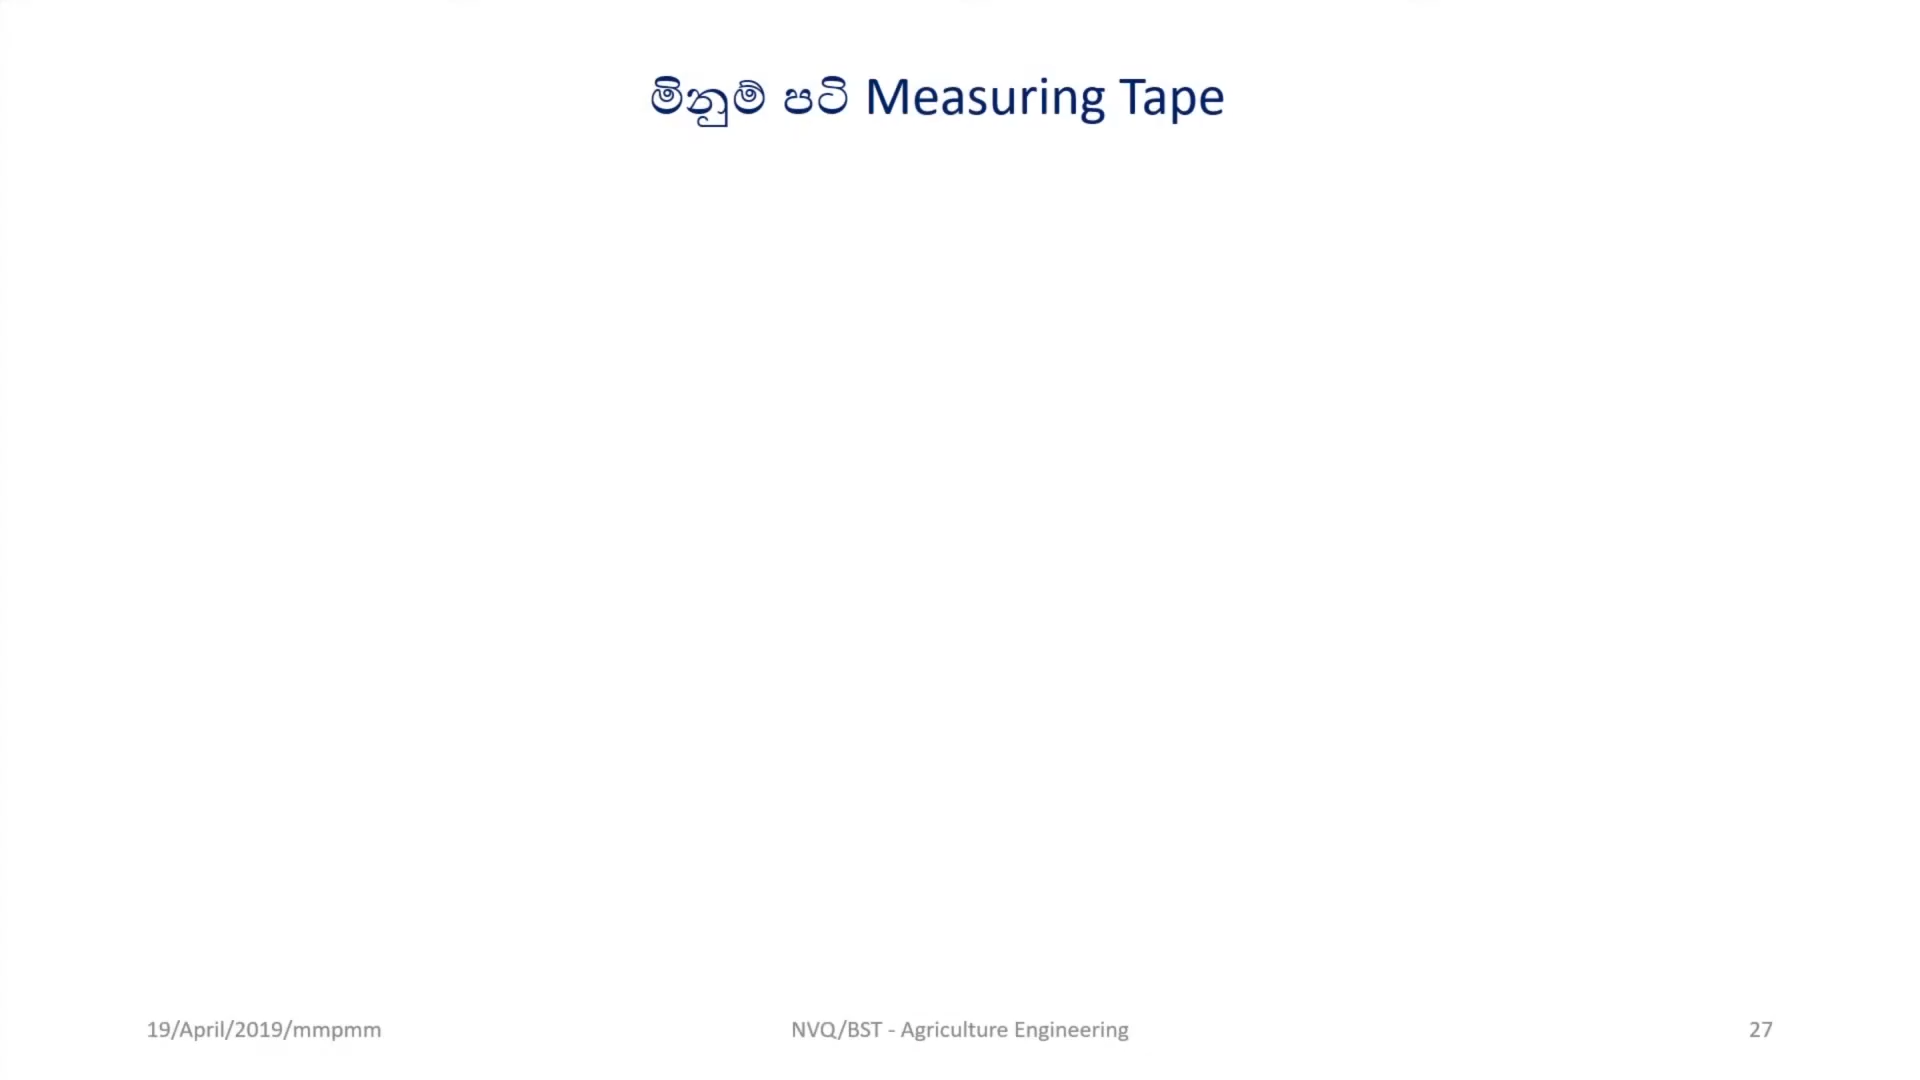 මිනුම් පටි Measuring Tape
19/April/2019/mmpmm
NVQ/BST - Agriculture Engineering
27